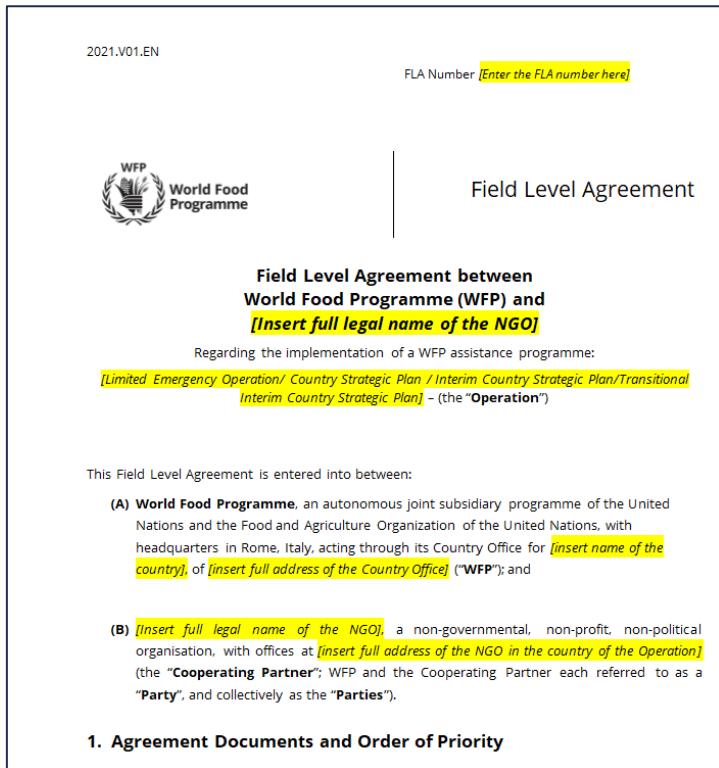 2021.V01.EN
FLA Number [Enter the FLA number here]
WFP
World Food
Programme
Field Level Agreement
Field Level Agreement between
World Food Programme (WFP) and
[Insert full legal name of the NGO]
Regarding the implementation of a WFP assistance programme:
[Limited Emergency Operation/ Country Strategic Plan / Interim Country Strategic Plan/Transitional
Interim Country Strategic Plan] – (the “Operation”)
This Field Level Agreement is entered into between:
(A) World Food Programme, an autonomous joint subsidiary programme of the United
Nations and the Food and Agriculture Organization of the United Nations, with
headquarters in Rome, Italy, acting through its Country Office for [insert name of the
country], of [insert full address of the Country Office] (“WFP”); and
(B) [Insert full legal name of the NGO], a non-governmental, non-profit, non-political
organisation, with offices at [insert full address of the NGO in the country of the Operation]
(the “Cooperating Partner”; WFP and the Cooperating Partner each referred to as a
“Party”, and collectively as the “Parties”).
1. Agreement Documents and Order of Priority